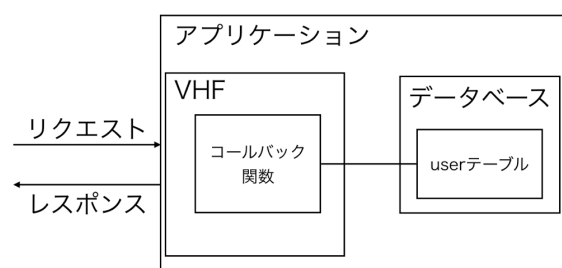 アプリケーション
VHF
データベース
リクエスト
コールバック
関数
userテーブル
レスポンス